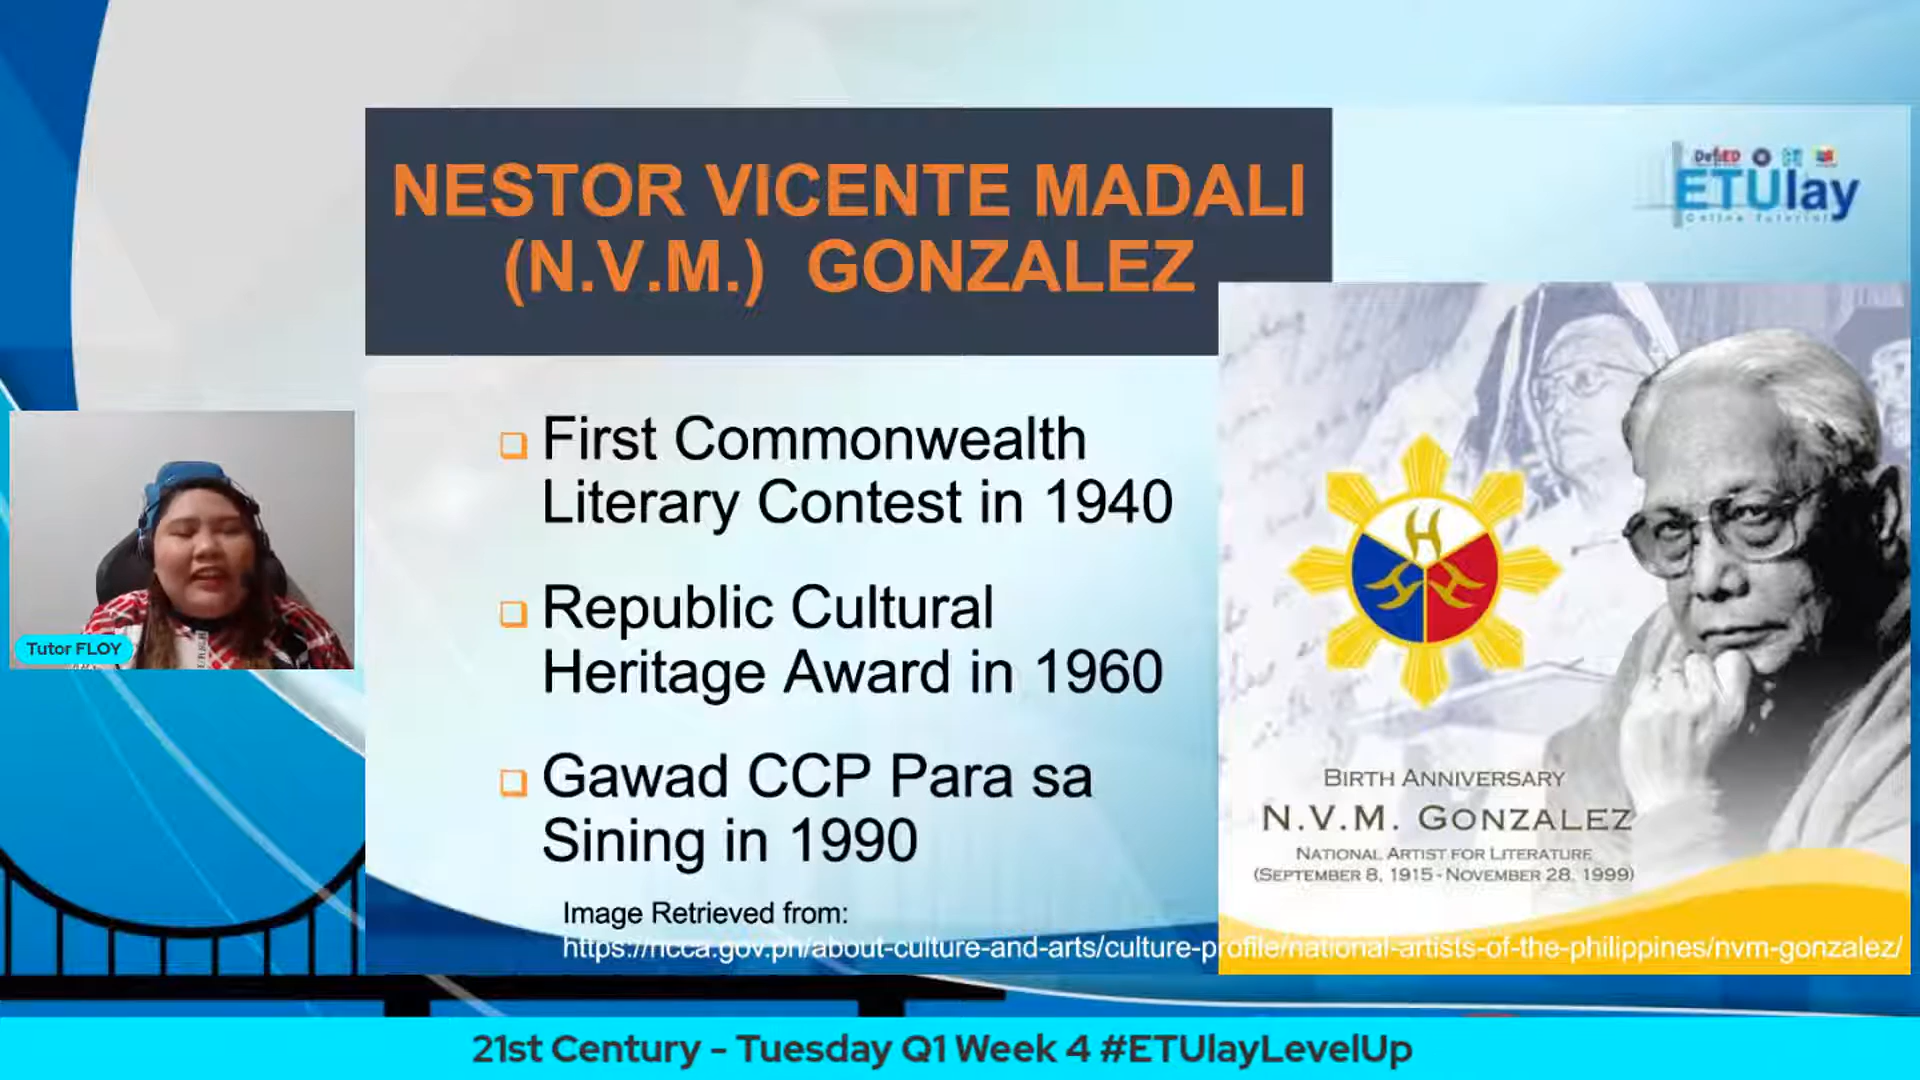 NESTOR VICENTE MADALI
(N.V.M.) GONZALEZ
DepED
ETUlay
Online Tutorial
First Commonwealth
Literary Contest in 1940
Republic Cultural
Heritage Award in 1960
Gawad CCP Para sa
Sining in 1990
Image Retrieved from:
https://ncca.gov.ph/about-culture-and-arts/culture-profile/national-artists-of-the-philippines/nvm-gonzalez/
BIRTH ANNIVERSARY
N.V.M. GONZALEZ
NATIONAL ARTIST FOR LITERATURE
(SEPTEMBER 8, 1915 - NOVEMBER 28, 1999)
Tutor FLOY
21st Century - Tuesday Q1 Week 4 #ETUlayLevelUp